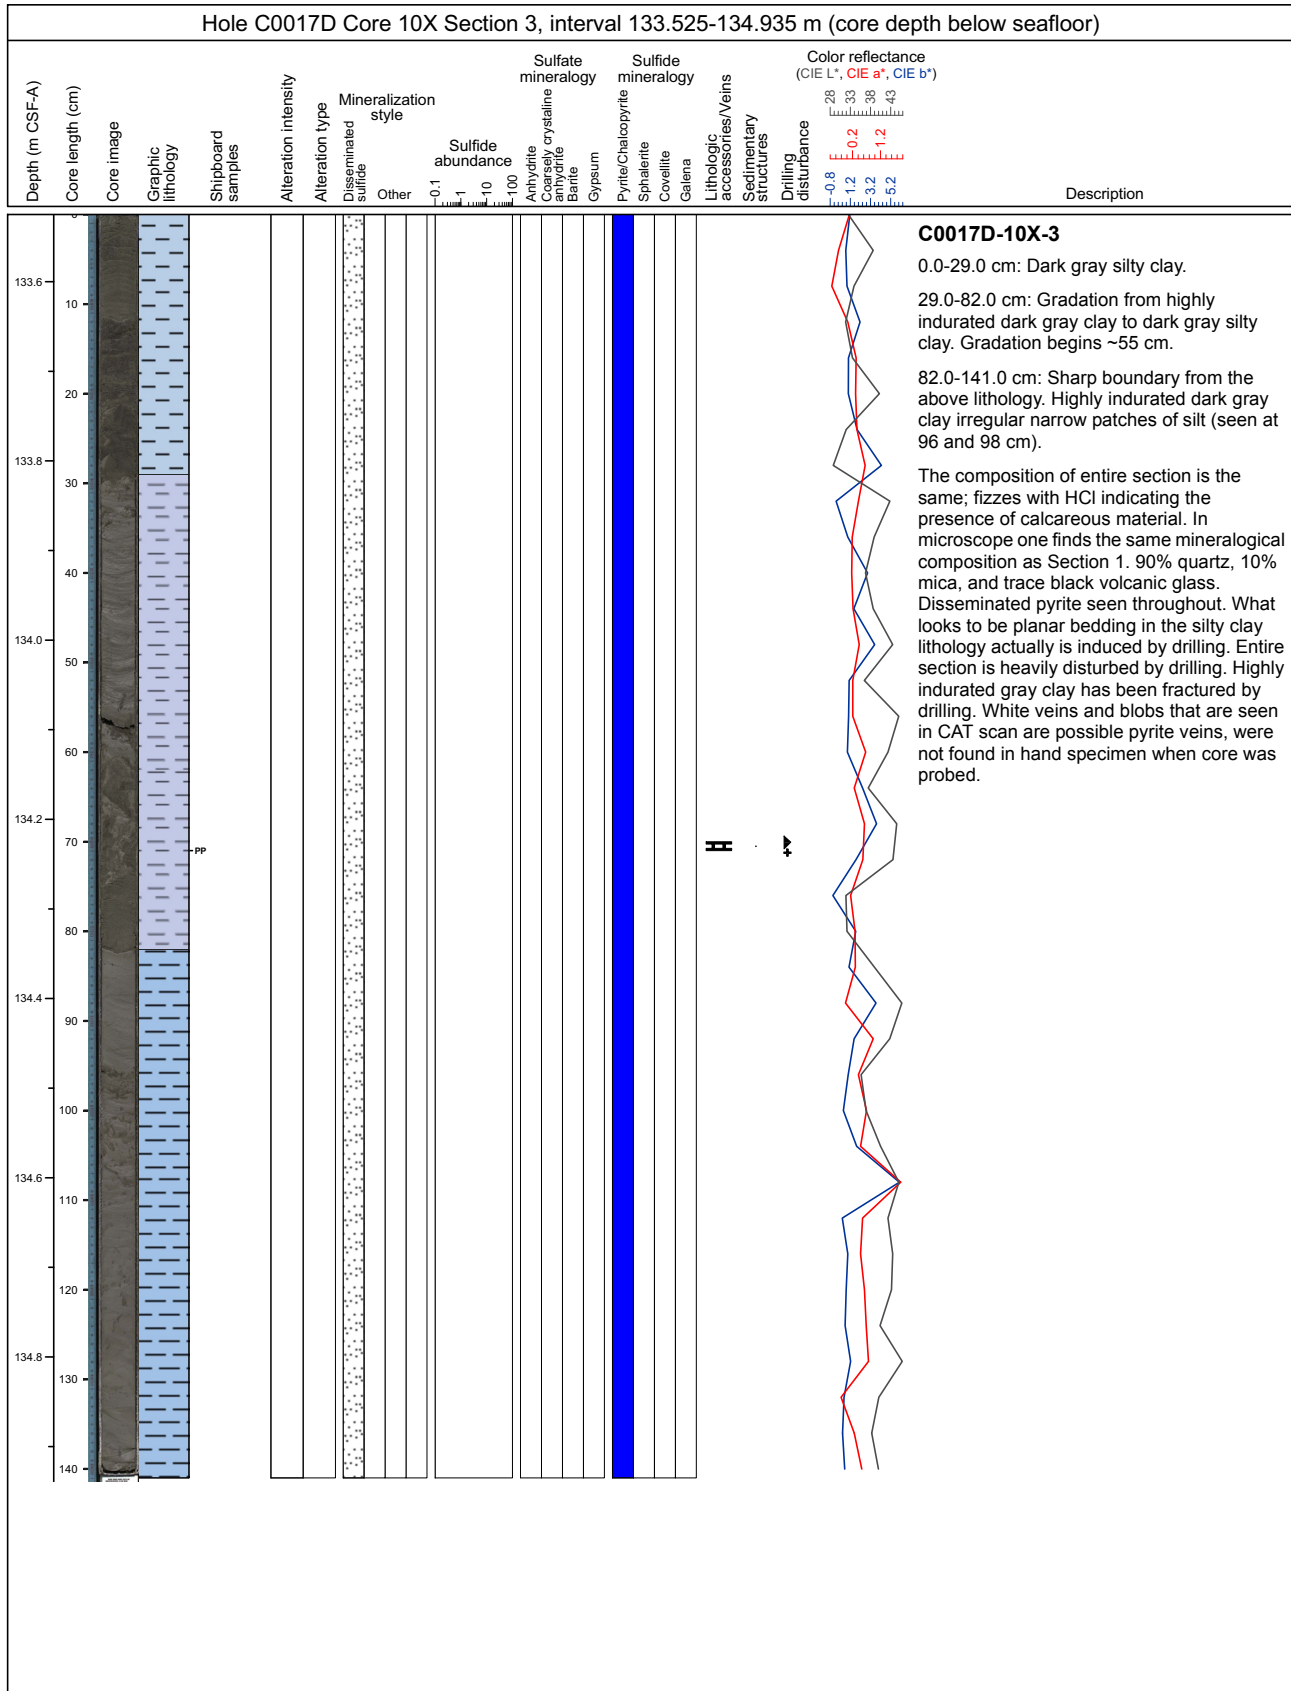 Hole C0017D Core 10X Section 3, interval 133.525-134.935 m (core depth below seafloor)
Depth (m CSF-A)
Core length (cm)
Core image
Graphic
lithology
Shipboard
samples
Alteration intensity
Alteration type
Mineralization
style
Disseminated
sulfide
Other
Sulfide
abundance
0.1
1
10
100
Sulfate
mineralogy
Anhydrite
Coarsely crystaline
anhydrite
Barite
Gypsum
Sulfide
mineralogy
Pyrite/Chalcopyrite
Sphalerite
Covellite
Galena
Lithologic
accessories/Veins
Sedimentary
structures
Drilling
disturbance
Color reflectance
(CIE L*, CIE a*, CIE b*)
28 33 38 43
0.2 1.2
-0.8 1.2 3.2 5.2
Description
0
133.6
10
20
133.8
30
40
134.0
50
60
134.2
70
PP
80
134.4
90
100
134.6
110
120
134.8
130
140
C0017D-10X-3
0.0-29.0 cm: Dark gray silty clay.
29.0-82.0 cm: Gradation from highly
indurated dark gray clay to dark gray silty
clay. Gradation begins ~55 cm.
82.0-141.0 cm: Sharp boundary from the
above lithology. Highly indurated dark gray
clay irregular narrow patches of silt (seen at
96 and 98 cm).
The composition of entire section is the
same; fizzes with HCl indicating the
presence of calcareous material. In
microscope one finds the same mineralogical
composition as Section 1. 90% quartz, 10%
mica, and trace black volcanic glass.
Disseminated pyrite seen throughout. What
looks to be planar bedding in the silty clay
lithology actually is induced by drilling. Entire
section is heavily disturbed by drilling. Highly
indurated gray clay has been fractured by
drilling. White veins and blobs that are seen
in CAT scan are possible pyrite veins, were
not found in hand specimen when core was
probed.